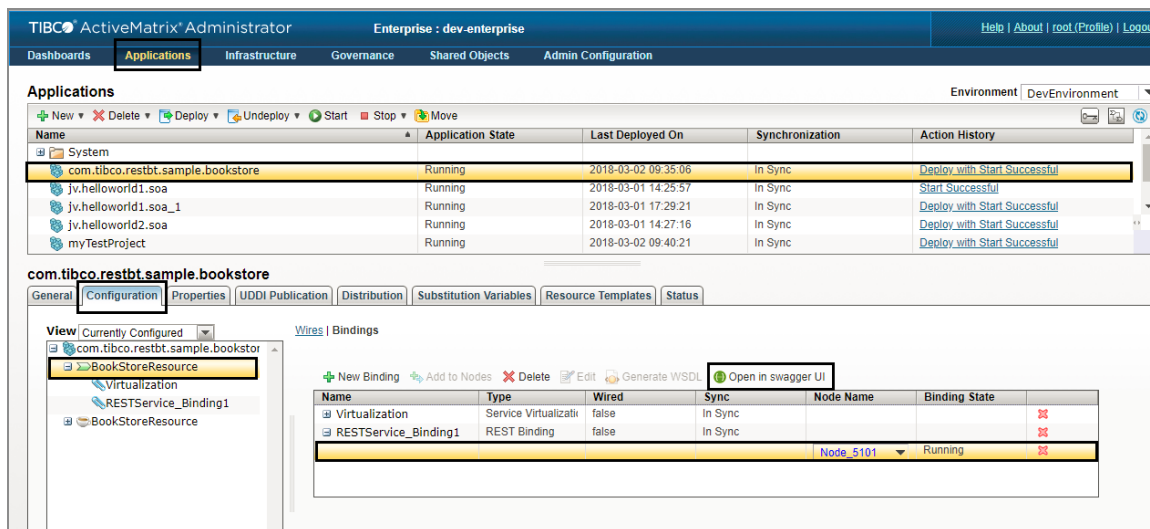 TIBCO® ActiveMatrix® Administrator Enterprise : dev-enterprise Help | About | root (Profile) | Logou
Dashboards Applications Infrastructure Governance Shared Objects Admin Configuration
Applications Environment DevEnvironment
New Delete Deploy Undeploy Start Stop Move
Name Application State Last Deployed On Synchronization Action History
System
com.tibco.restbt.sample.bookstore Running 2018-03-02 09:35:06 In Sync Deploy with Start Successful
jv.helloworld1.soa Running 2018-03-01 14:25:57 In Sync Start Successful
jv.helloworld1.soa_1 Running 2018-03-01 17:29:21 In Sync Deploy with Start Successful
jv.helloworld2.soa Running 2018-03-01 14:27:16 In Sync Deploy with Start Successful
myTestProject Running 2018-03-02 09:40:21 In Sync Deploy with Start Successful
com.tibco.restbt.sample.bookstore
General Configuration Properties UDDI Publication Distribution Substitution Variables Resource Templates Status
View Currently Configured Wires | Bindings
com.tibco.restbt.sample.bookstor
BookStoreResource
Virtualization
RESTService_Binding1
BookStoreResource
New Binding Add to Nodes Delete Edit Generate WSDL Open in swagger UI
Name Type Wired Sync Node Name Binding State
Virtualization Service Virtualizatio false In Sync
RESTService_Binding1 REST Binding false In Sync
Node_5101 Running